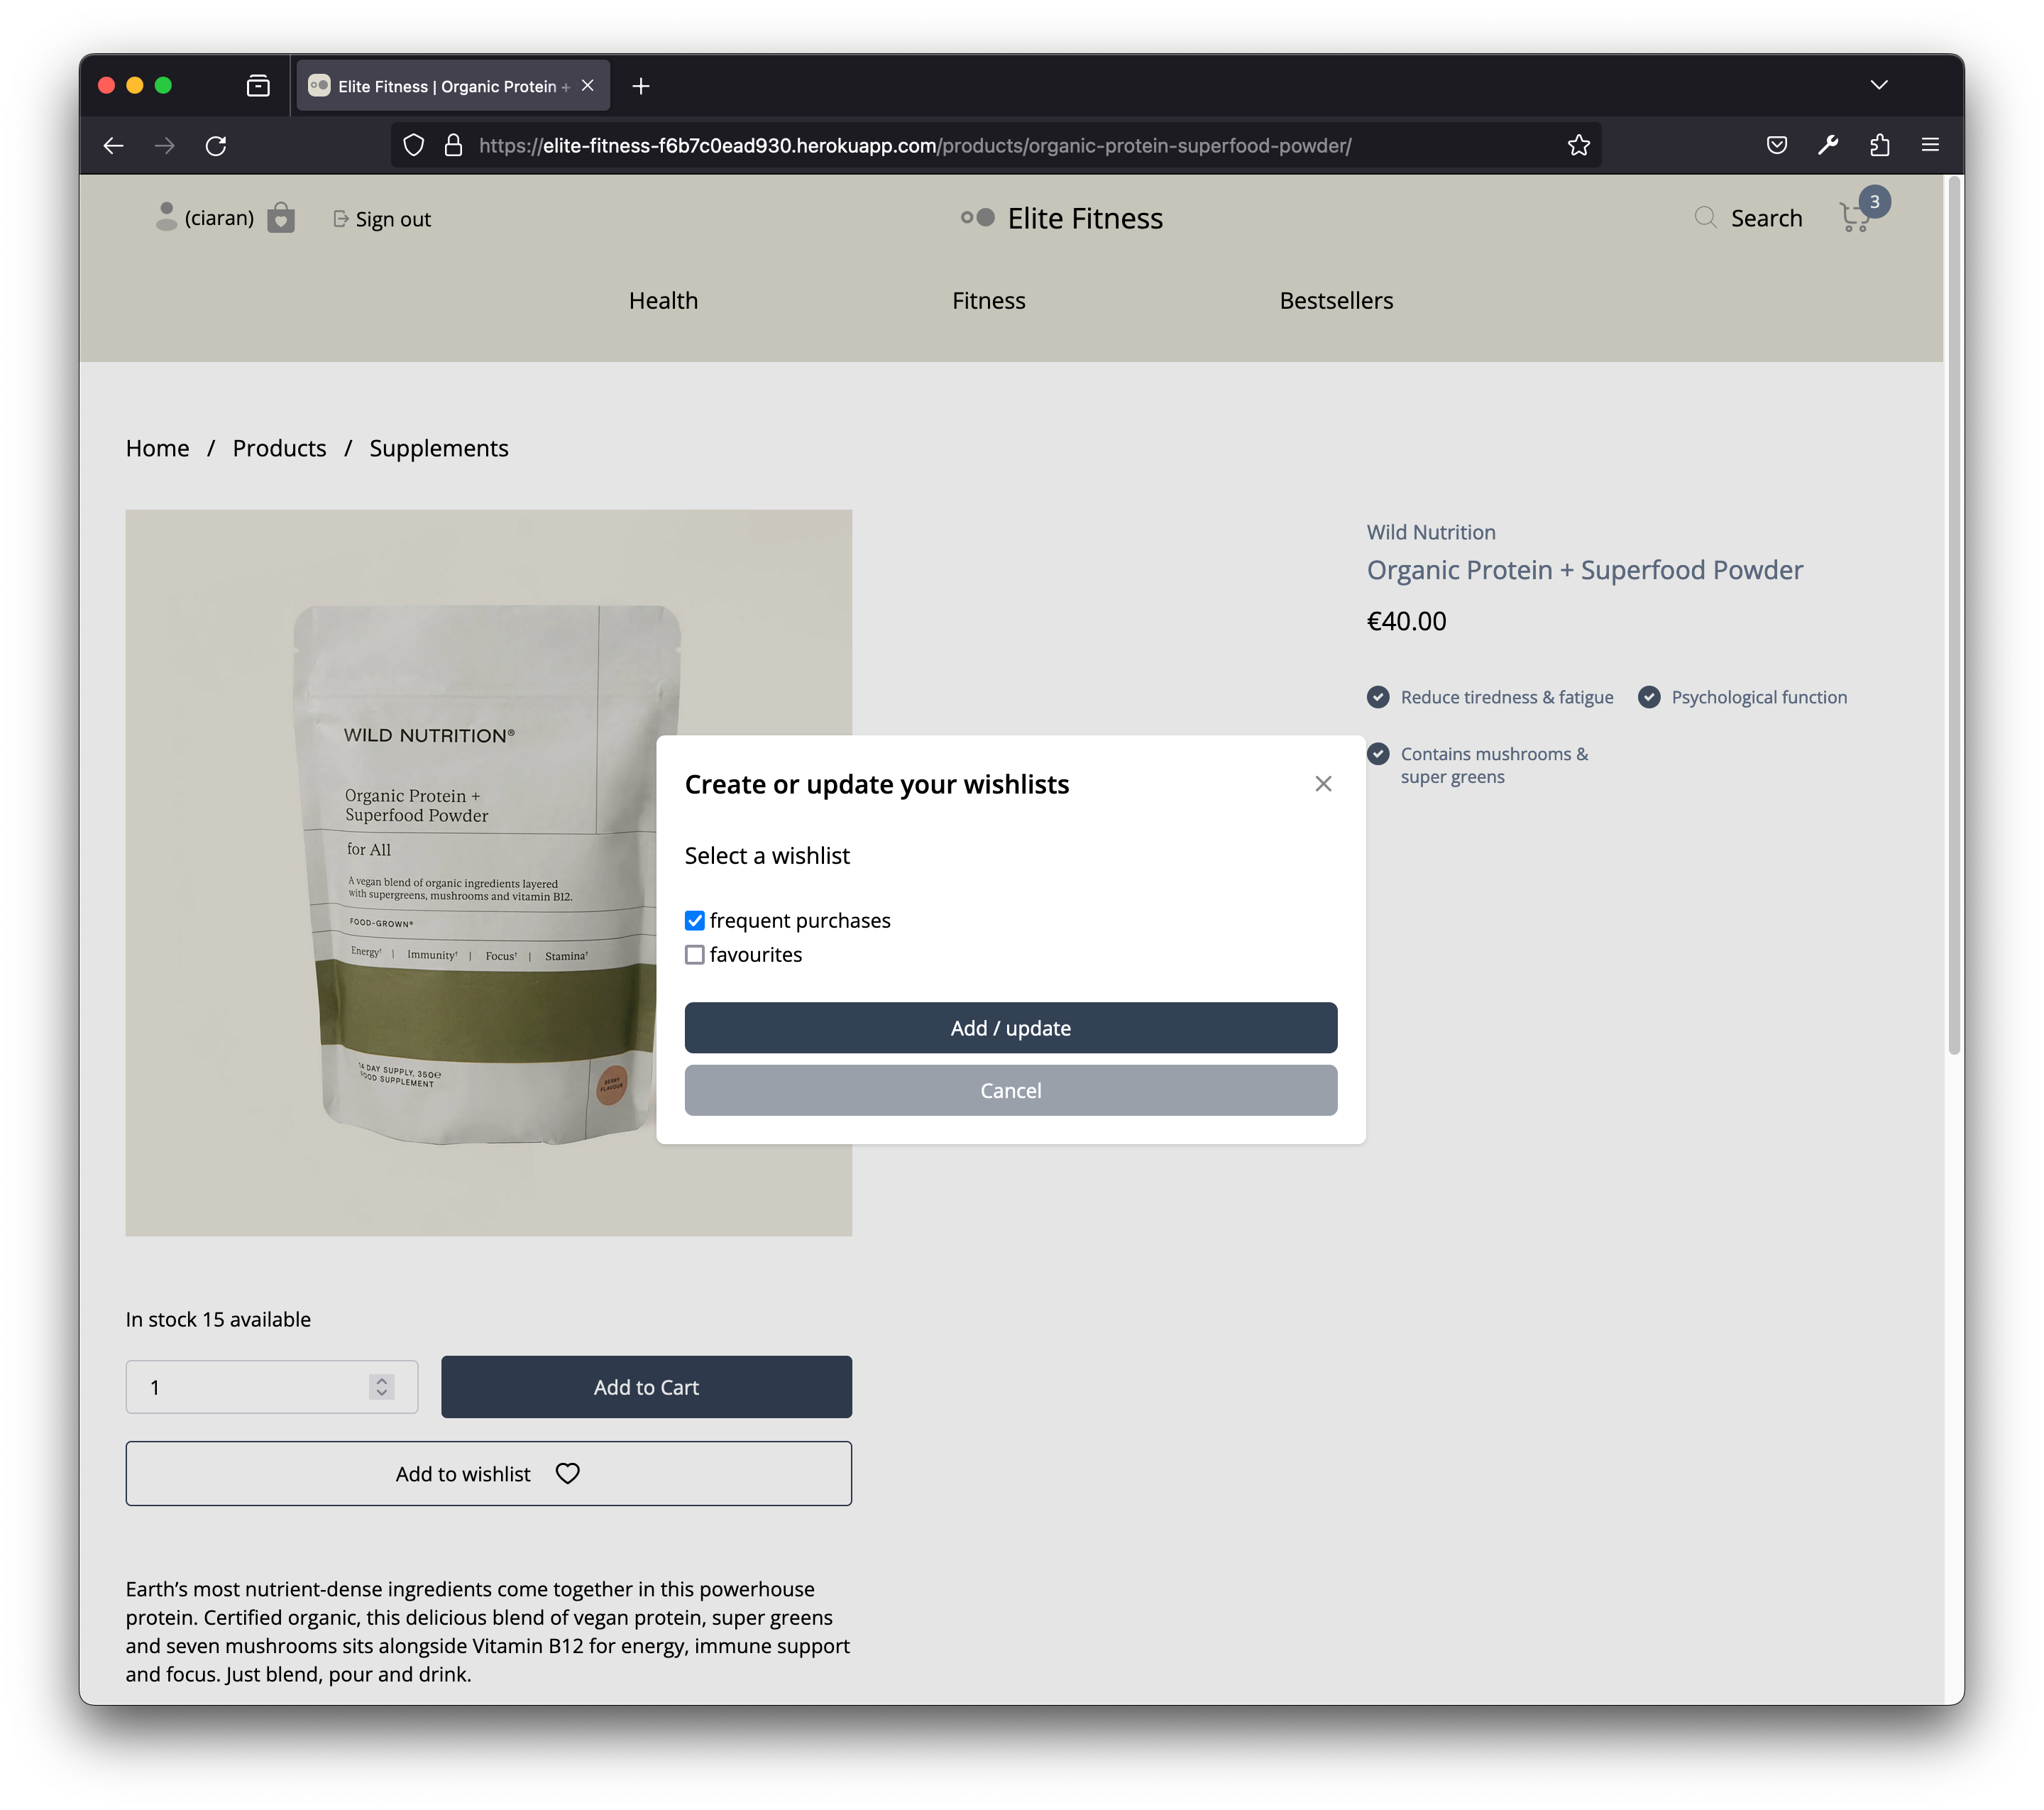 Elite Fitness | Organic Protein +
https://elite-fitness-f6b7c0ead930.herokuapp.com/products/organic-protein-superfood-powder/
(ciaran)
Sign out
Elite Fitness
Search
3
Health
Fitness
Bestsellers
Home / Products / Supplements
WILD NUTRITION®
Organic Protein +
Superfood Powder
for All
A vegan blend of organic ingredients layered
with supergreens, mushrooms and vitamin B12.
FOOD-GROWN®
Energy† | Immunity† | Focus† | Stamina†
14 DAY SUPPLY, 350℮
FOOD SUPPLEMENT
BERRY
FLAVOUR
Wild Nutrition
Organic Protein + Superfood Powder
€40.00
Reduce tiredness & fatigue
Psychological function
Contains mushrooms &
super greens
Create or update your wishlists
Select a wishlist
frequent purchases
favourites
Add / update
Cancel
In stock 15 available
1
Add to Cart
Add to wishlist
Earth’s most nutrient-dense ingredients come together in this powerhouse
protein. Certified organic, this delicious blend of vegan protein, super greens
and seven mushrooms sits alongside Vitamin B12 for energy, immune support
and focus. Just blend, pour and drink.